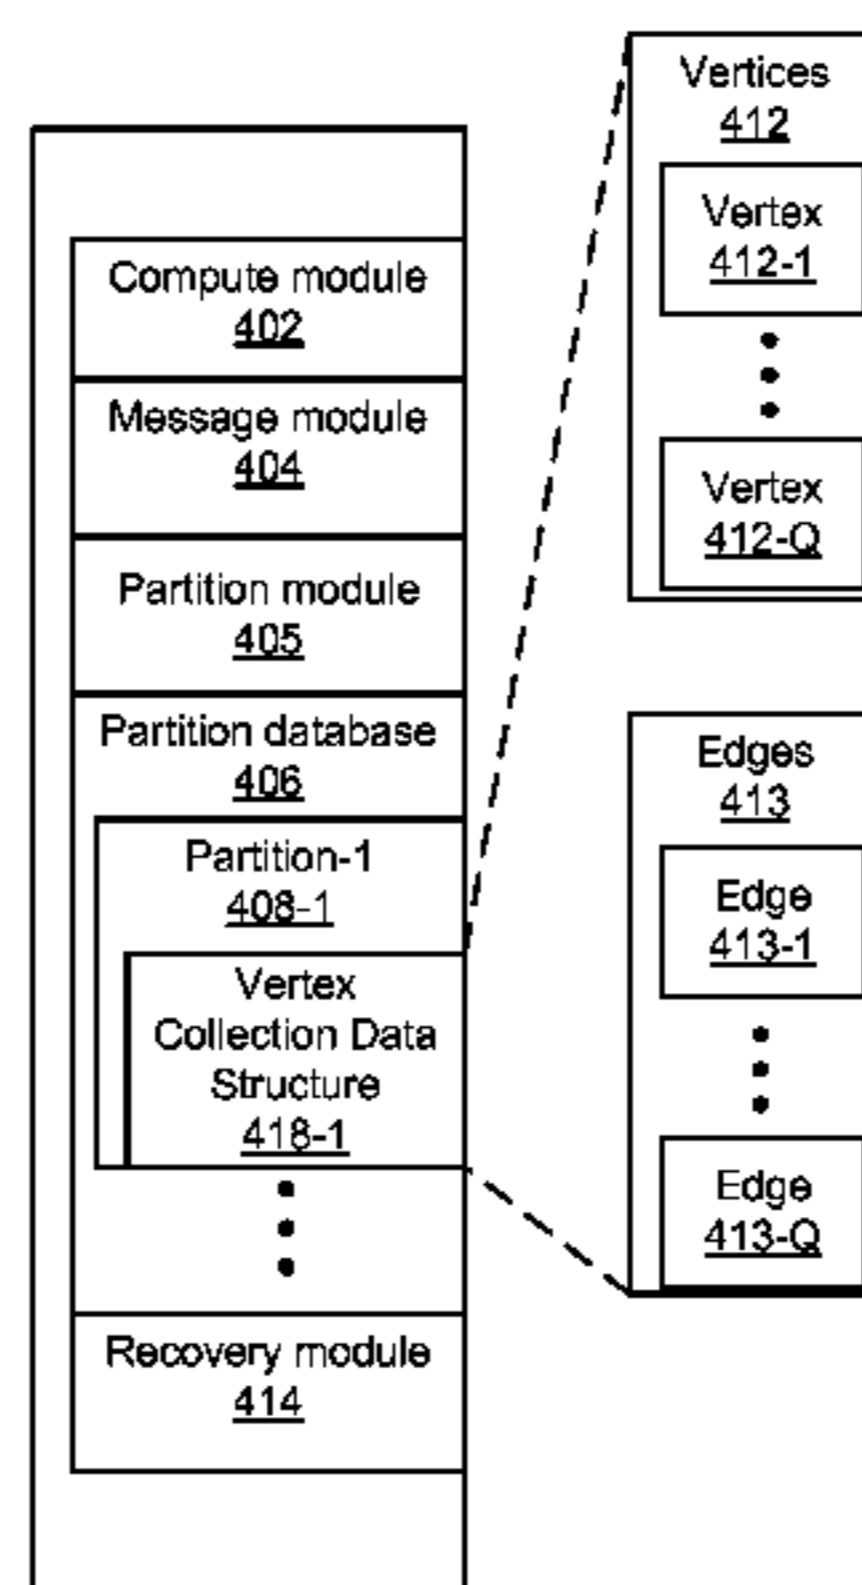 Compute module
402
Message module
404
Partition module
405
Partition database
406
Partition-1
408-1
Vertex
Collection Data
Structure
418-1
Recovery module
414
Vertices
412
Vertex
412-1
Vertex
412-Q
Edges
413
Edge
413-1
Edge
413-Q